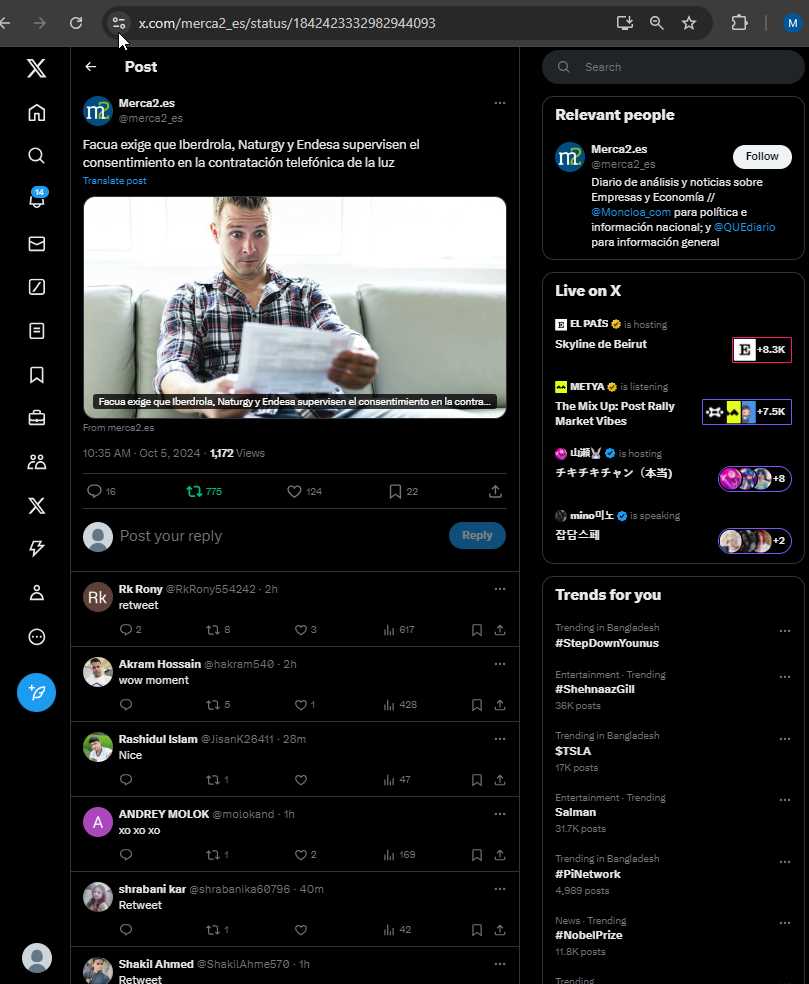 x.com/merca2_es/status/1842423332982944093
M
Post
Search
m2
Merca2.es
@merca2_es
Facua exige que Iberdrola, Naturgy y Endesa supervisen el
consentimiento en la contratación telefónica de la luz
Translate post
Facua exige que Iberdrola, Naturgy y Endesa supervisen el consentimiento en la contra...
From merca2.es
10:35 AM · Oct 5, 2024 · 1,172 Views
16 775 124 22
Post your reply
Reply
14
Rk
Rk Rony @RkRony554242 · 2h
retweet
2 8 3 617
Akram Hossain @hakram540 · 2h
wow moment
5 1 428
Rashidul Islam @JisanK26411 · 28m
Nice
1 47
A
ANDREY MOLOK @molokand · 1h
xo xo xo
1 2 169
shrabani kar @shrabanika60796 · 40m
Retweet
1 42
Shakil Ahmed @ShakilAhme570 · 1h
Retweet
Relevant people
m2
Merca2.es
@merca2_es
Follow
Diario de análisis y noticias sobre
Empresas y Economía //
@Moncloa_com para política e
información nacional; y @QUEdiario
para información general
Live on X
E EL PAÍS is hosting
Skyline de Beirut
E +8.3K
METYA is listening
The Mix Up: Post Rally
Market Vibes
+7.5K
山瀬🐰 is hosting
チキチキチャン（本当)
+8
mino미노 is speaking
잡담스페
+2
Trends for you
Trending in Bangladesh
#StepDownYounus
Entertainment · Trending
#ShehnaazGill
36K posts
Trending in Bangladesh
$TSLA
17K posts
Entertainment · Trending
Salman
31.7K posts
Trending in Bangladesh
#PiNetwork
4,989 posts
News · Trending
#NobelPrize
11.8K posts
Trending